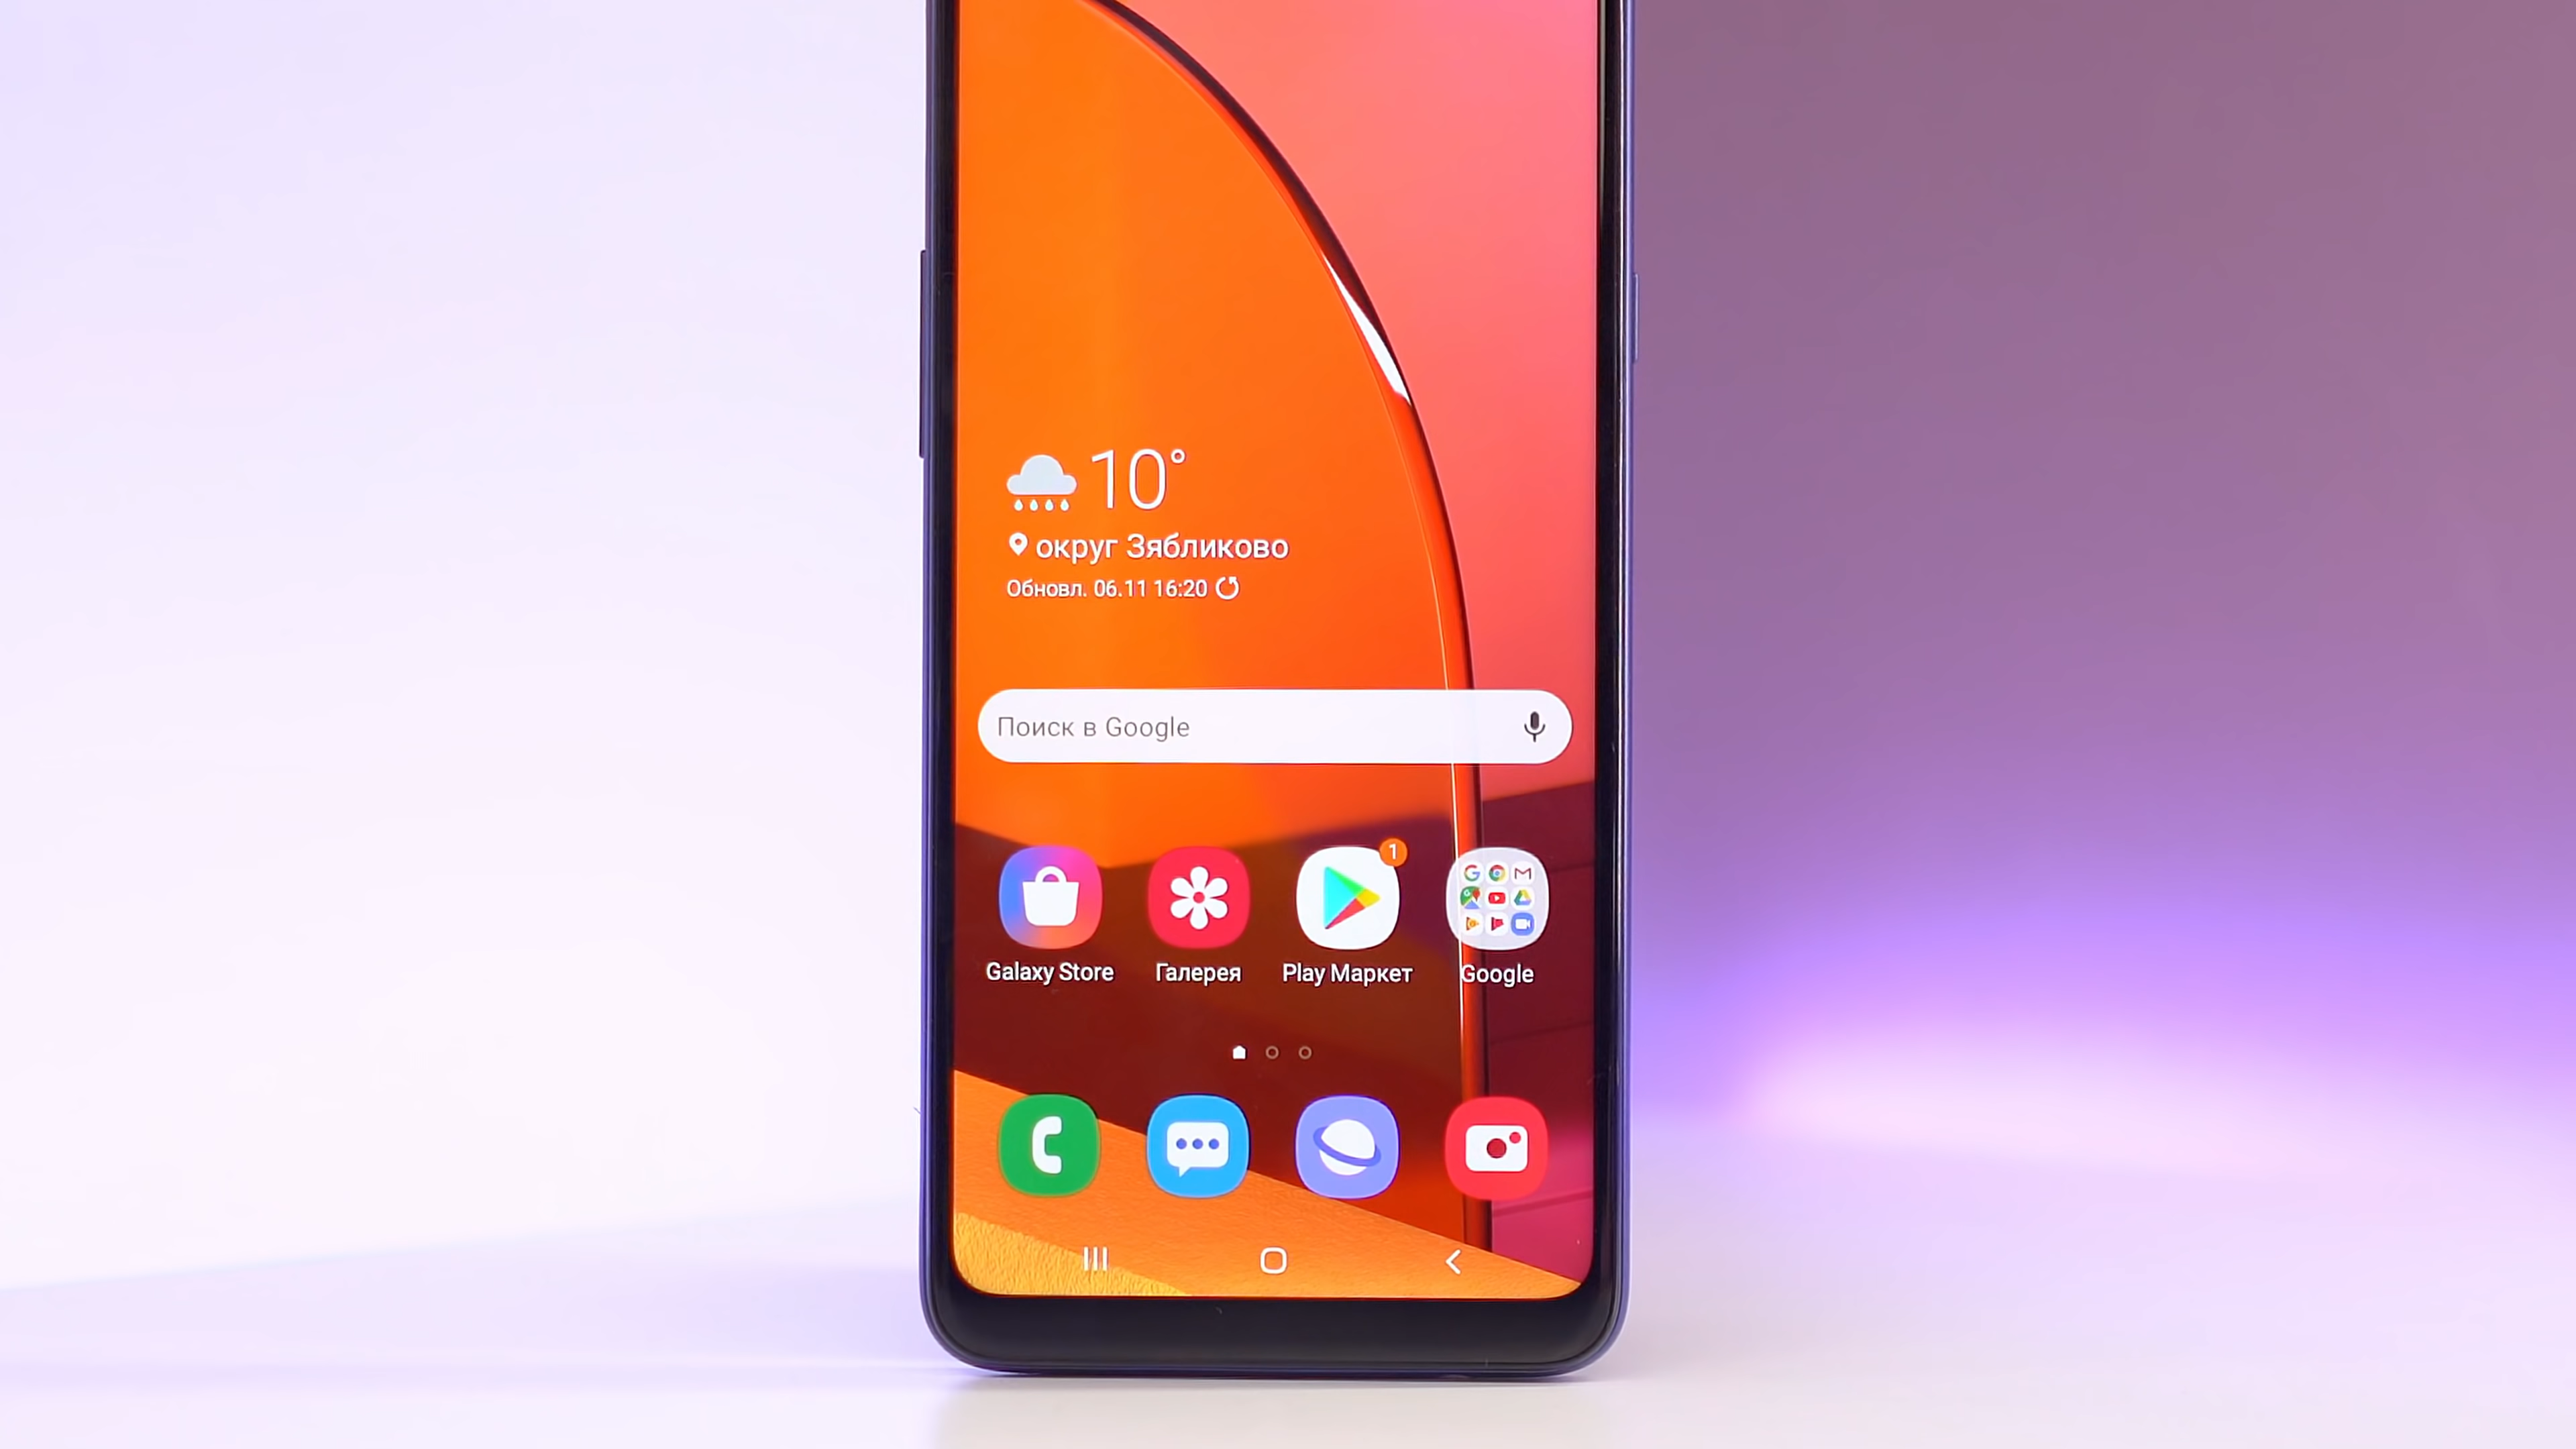 10°
округ Зябликово
Обновл. 06.11 16:20
Поиск в Google
1
Galaxy Store
Галерея
Play Маркет
Google